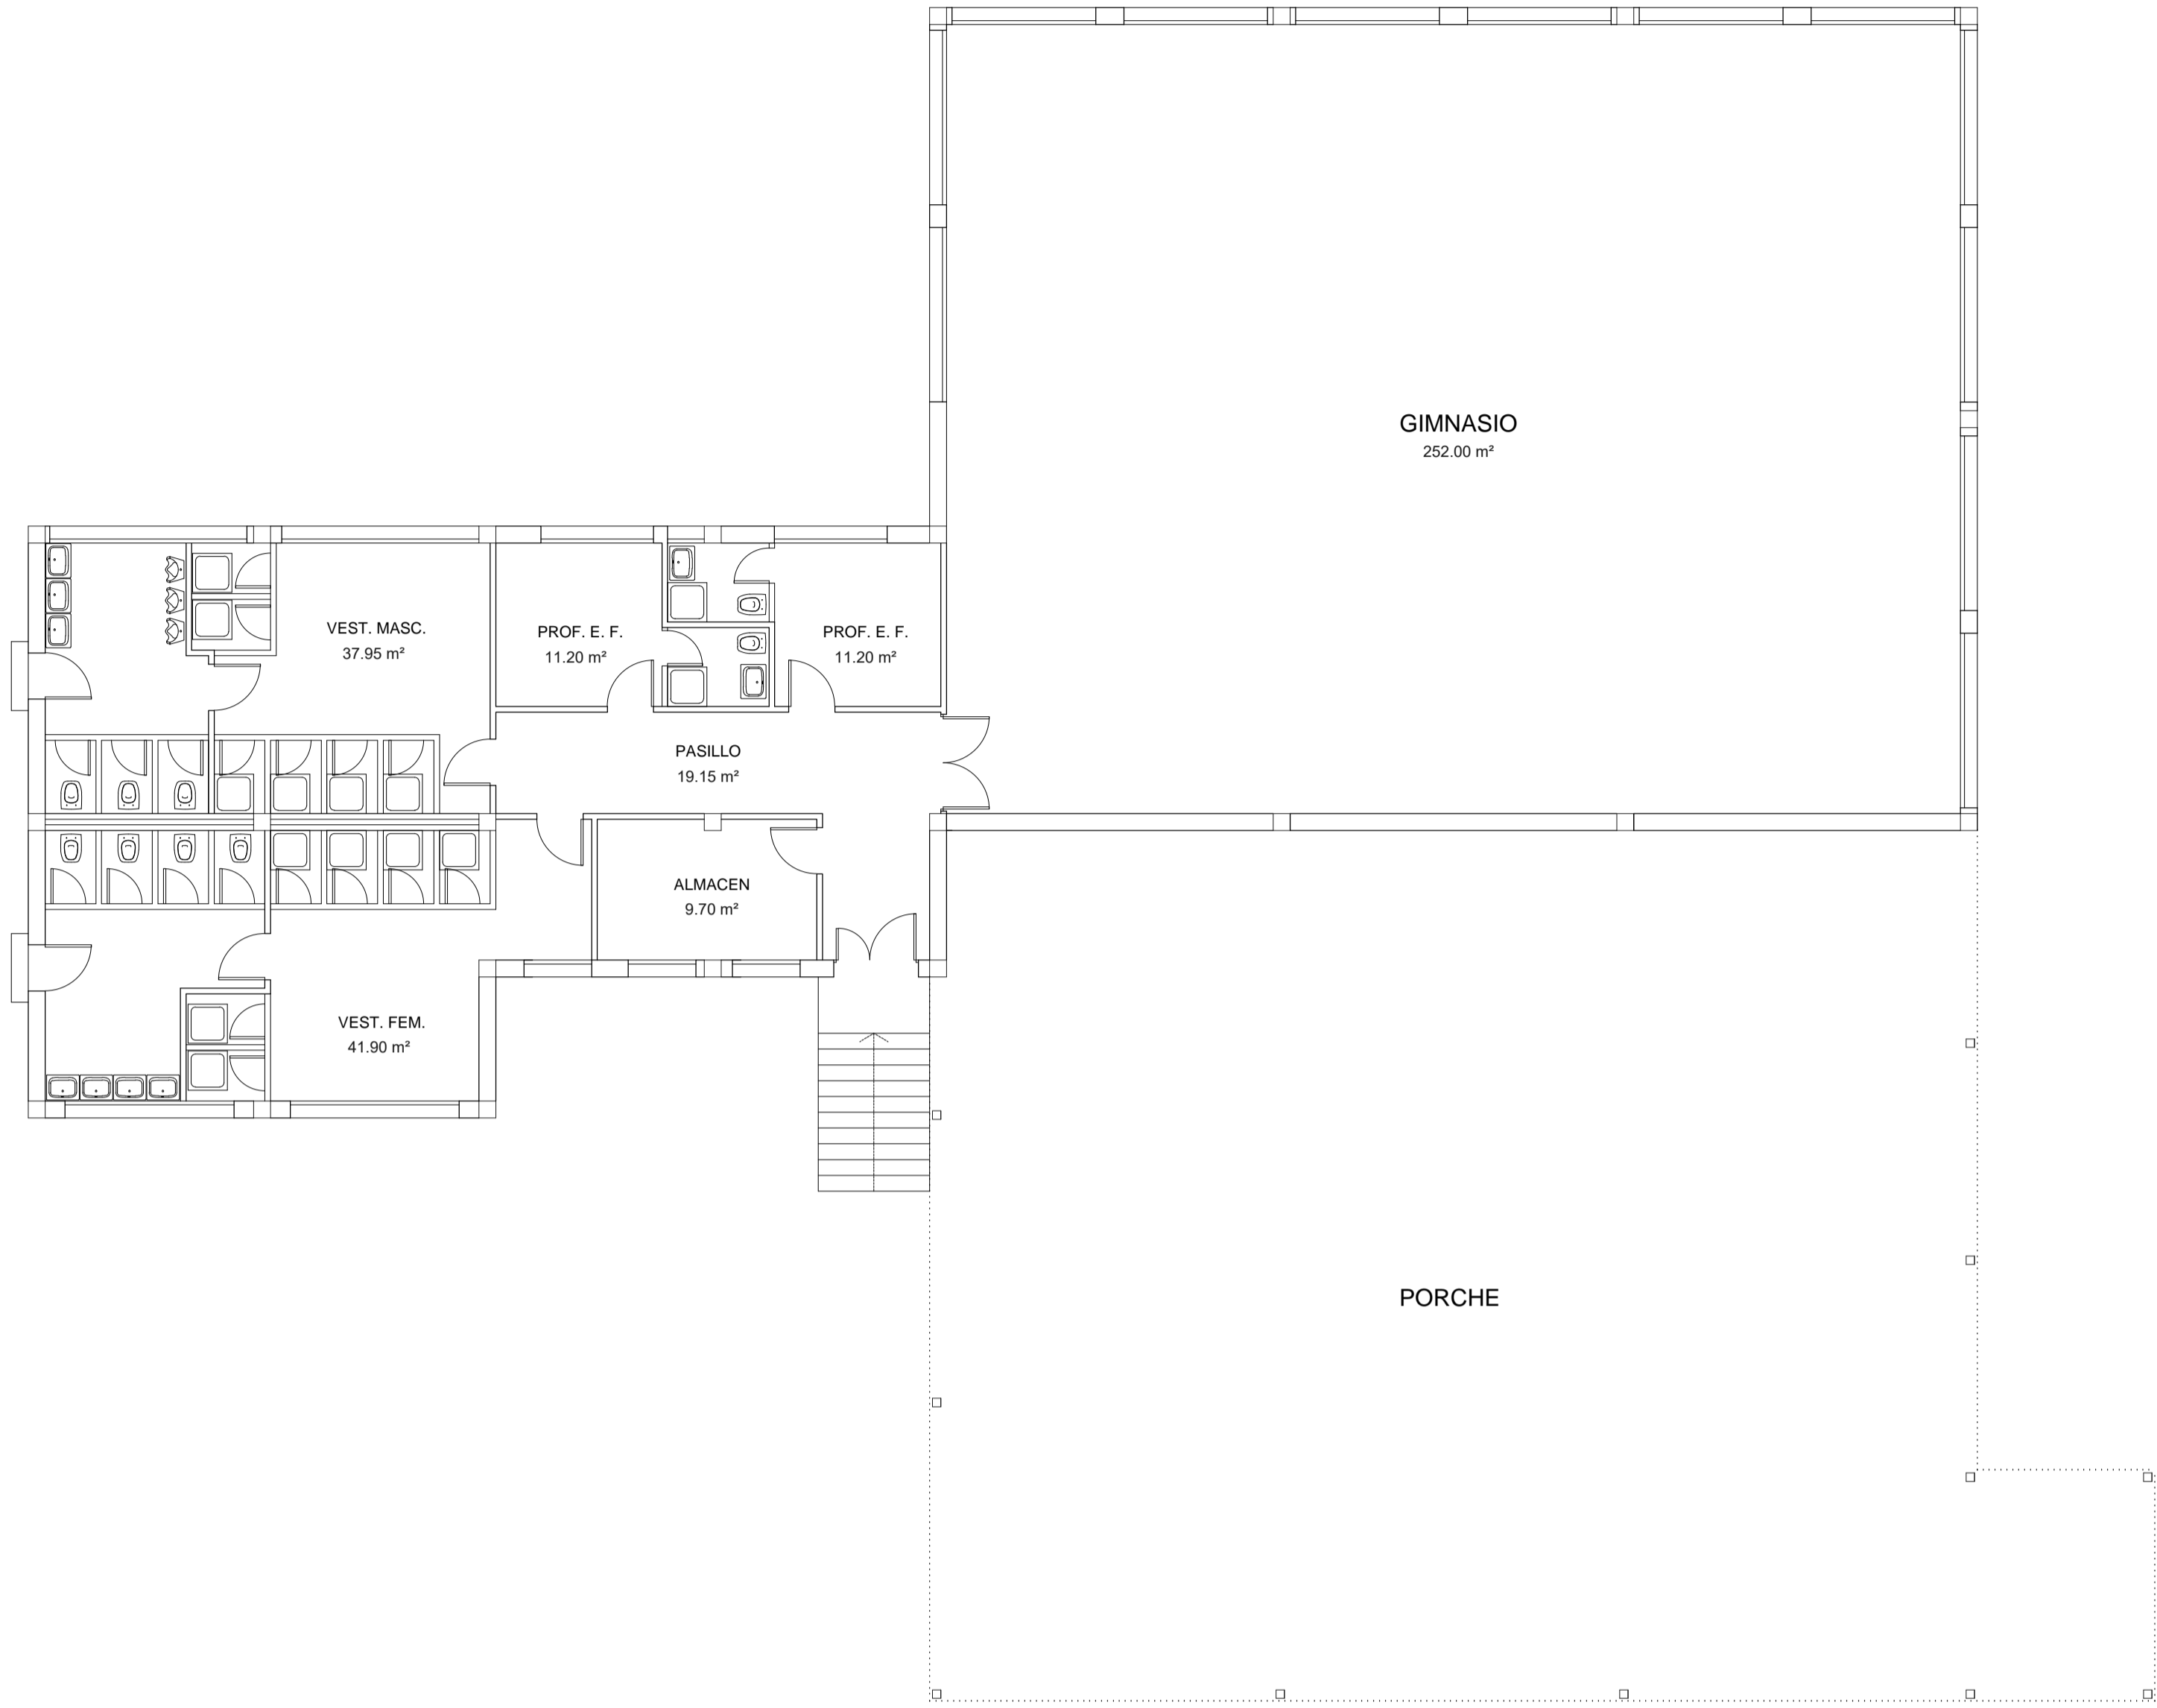 GIMNASIO
252.00 m²
VEST. MASC.
37.95 m²
PROF. E. F.
11.20 m²
PROF. E. F.
11.20 m²
PASILLO
19.15 m²
ALMACEN
9.70 m²
VEST. FEM.
41.90 m²
PORCHE